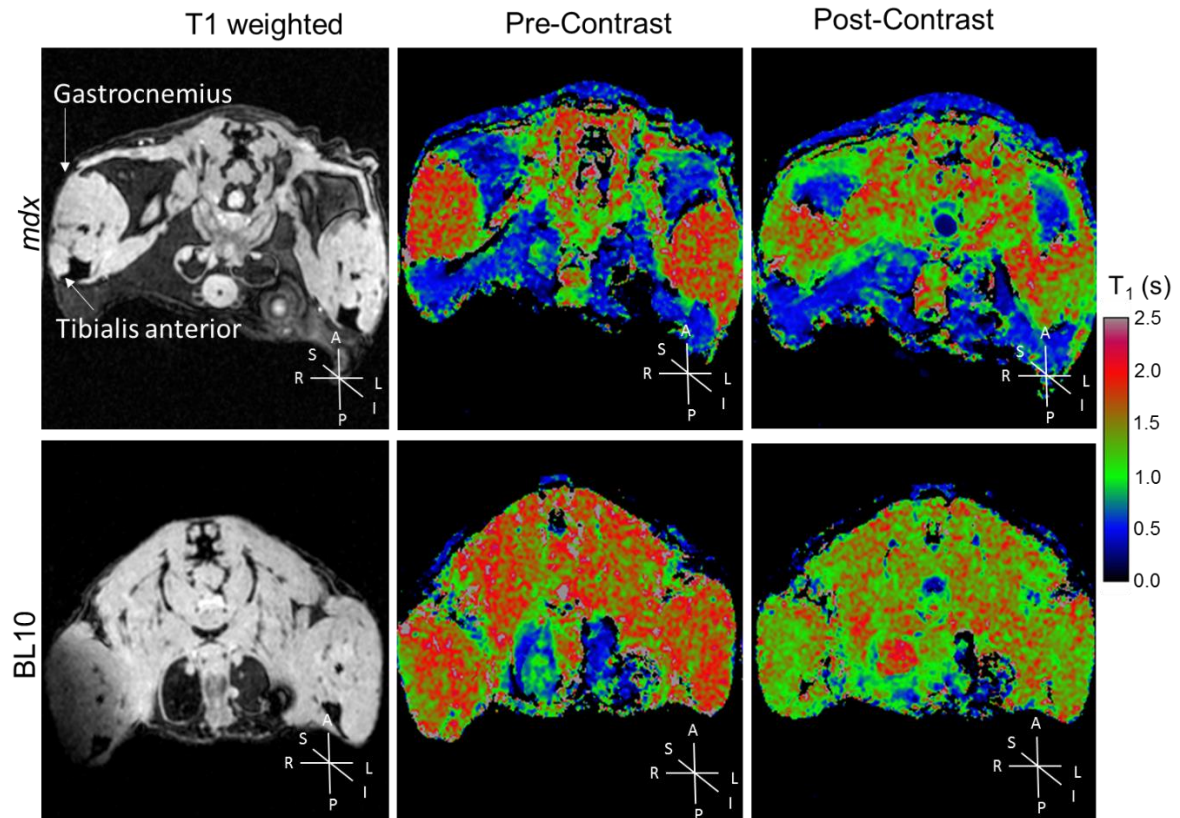 T1 weighted
Pre-Contrast
Post-Contrast
mdx
Gastrocnemius
Tibialis anterior
A
S
R
L
I
P
A
S
R
L
I
P
A
S
R
L
I
P
T1 (s)
2.5
2.0
1.5
1.0
0.5
0.0
BL10
A
S
R
L
I
P
A
S
R
L
I
P
A
S
R
L
I
P